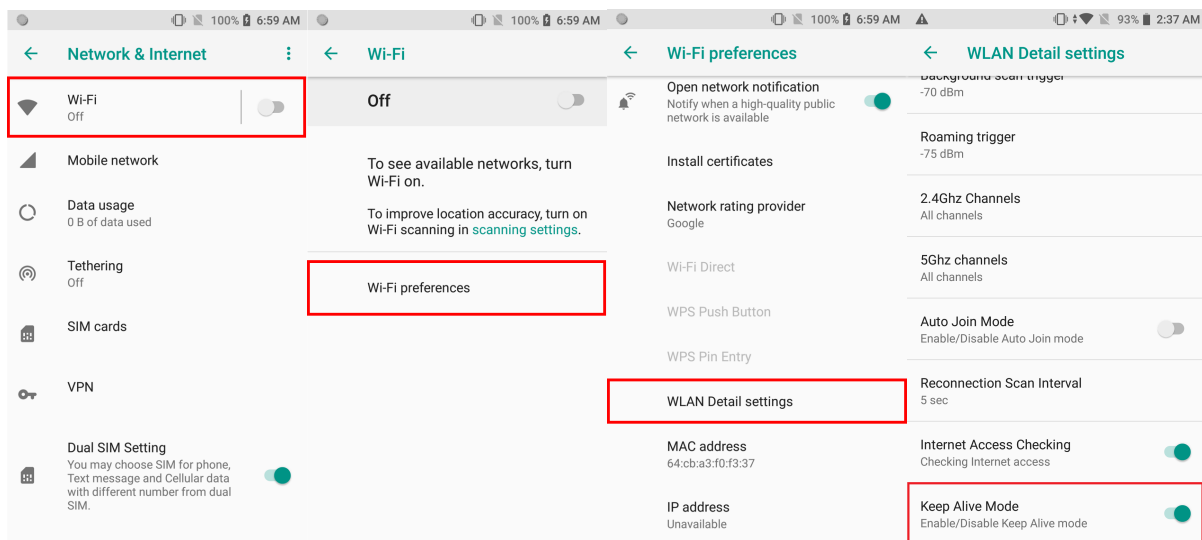 100% 6:59 AM
Network & Internet
Wi-Fi
Off
Mobile network
Data usage
0 B of data used
Tethering
Off
SIM cards
VPN
Dual SIM Setting
You may choose SIM for phone,
Text message and Cellular data
with different number from dual
SIM.
100% 6:59 AM
Wi-Fi
Off
To see available networks, turn
Wi-Fi on.
To improve location accuracy, turn on
Wi-Fi scanning in scanning settings.
Wi-Fi preferences
100% 6:59 AM
Wi-Fi preferences
Open network notification
Notify when a high-quality public
network is available
Install certificates
Network rating provider
Google
Wi-Fi Direct
WPS Push Button
WPS Pin Entry
WLAN Detail settings
MAC address
64:cb:a3:f0:f3:37
IP address
Unavailable
93% 2:37 AM
WLAN Detail settings
Background scan trigger
-70 dBm
Roaming trigger
-75 dBm
2.4Ghz Channels
All channels
5Ghz channels
All channels
Auto Join Mode
Enable/Disable Auto Join mode
Reconnection Scan Interval
5 sec
Internet Access Checking
Checking Internet access
Keep Alive Mode
Enable/Disable Keep Alive mode